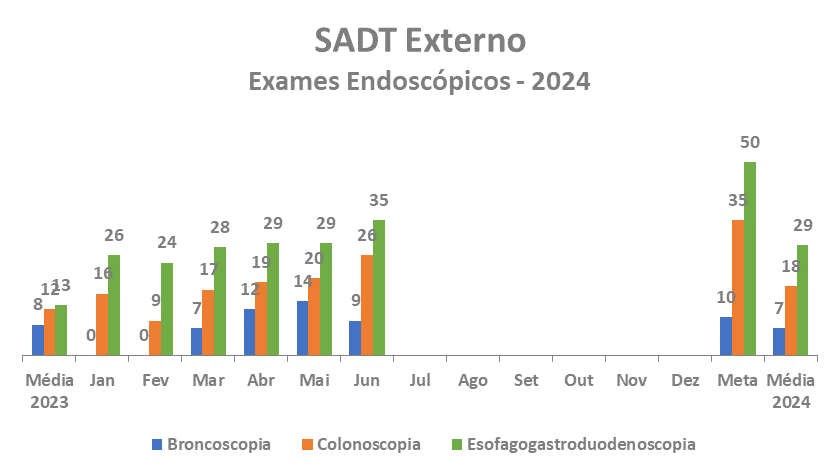 SADT Externo
Exames Endoscópicos - 2024
8 12 13
0 16 26
0 9 24
7 17 28
12 19 29
14 20 29
9 26 35
10 35 50
7 18 29
Média Jan Fev Mar Abr Mai Jun Jul Ago Set Out Nov Dez Meta Média
2023 2024
Broncoscopia Colonoscopia Esofagogastroduodenoscopia